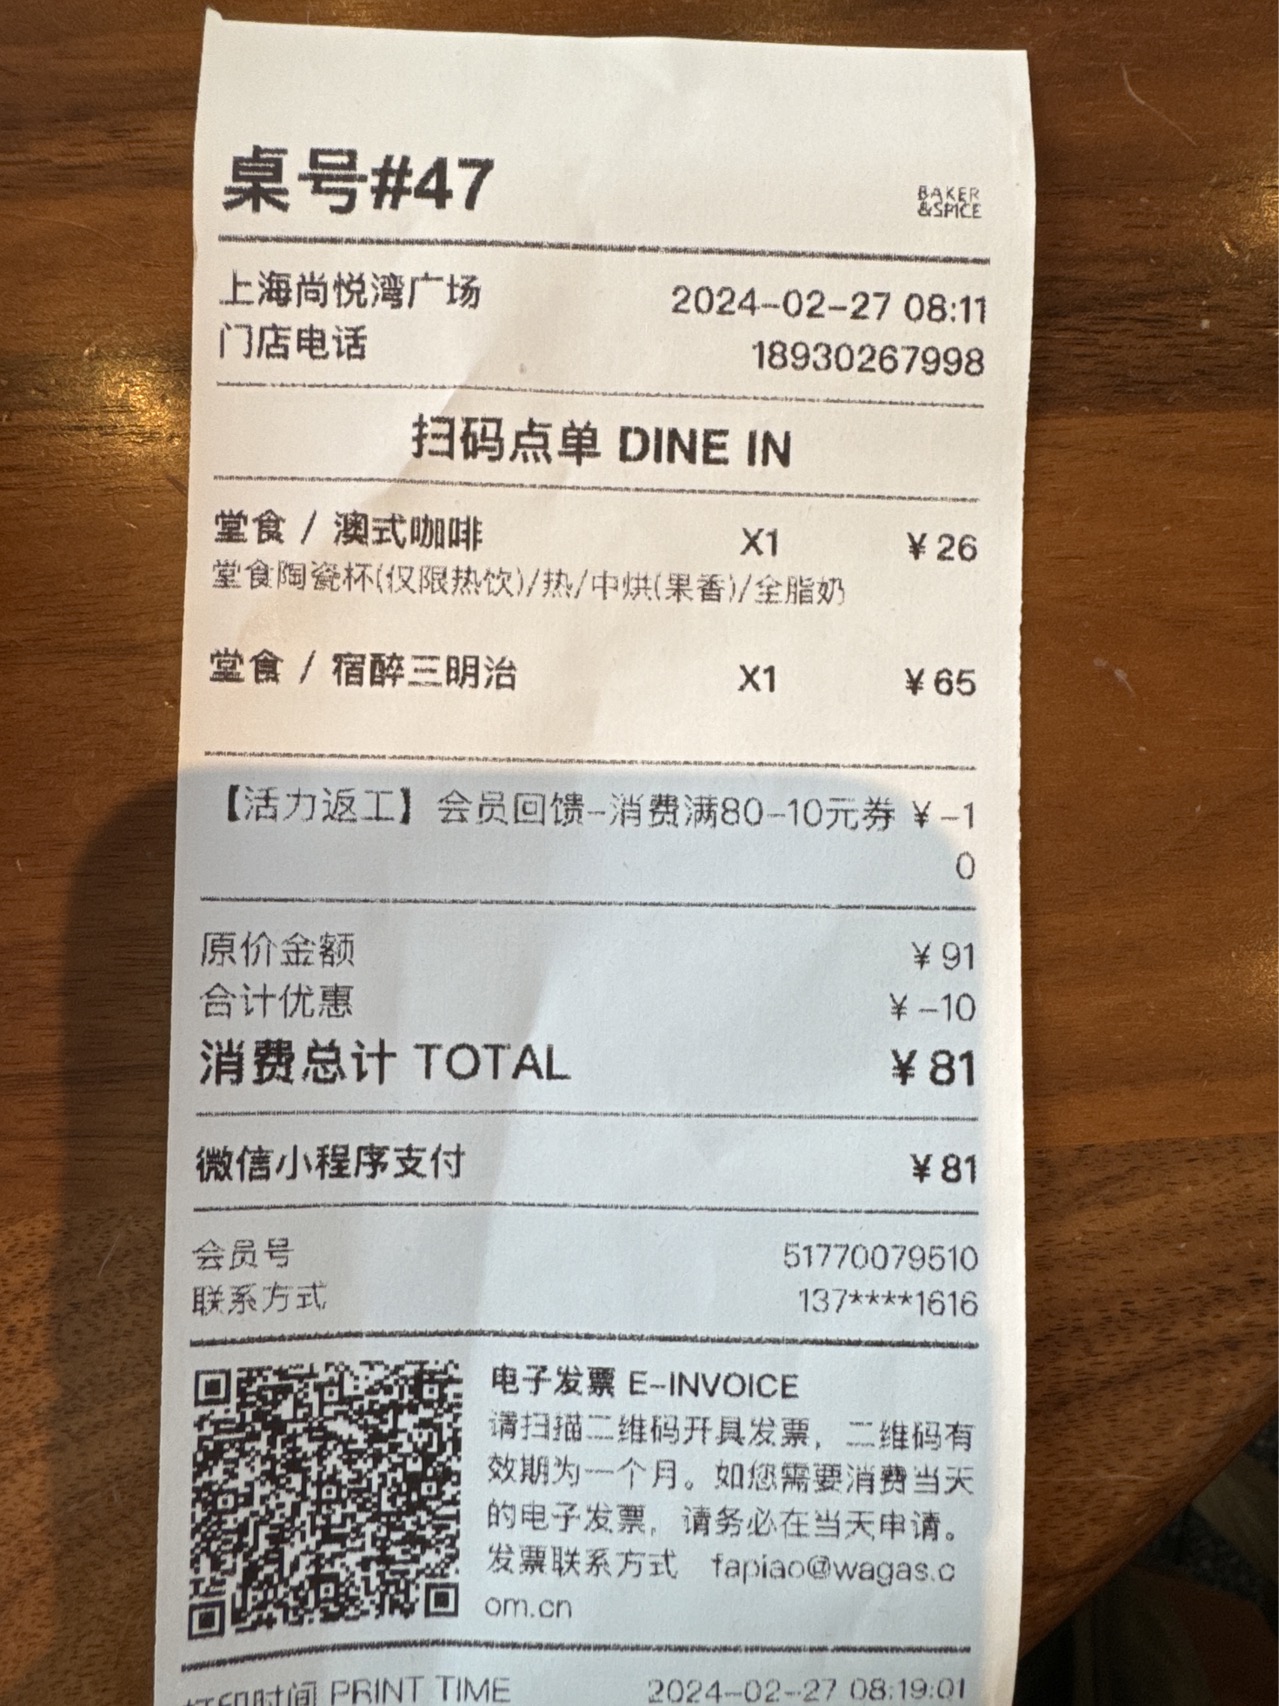 桌号#47
BAKER
&SPICE
上海尚悦湾广场 2024-02-27 08:11
门店电话 18930267998
扫码点单 DINE IN
堂食 / 澳式咖啡 X1 ¥26
堂食陶瓷杯(仅限热饮)/热/中烘(果香)/全脂奶
堂食 / 宿醉三明治 X1 ¥65
【活力返工】会员回馈-消费满80-10元券 ¥-1
0
原价金额 ¥91
合计优惠 ¥-10
消费总计 TOTAL ¥81
微信小程序支付 ¥81
会员号 51770079510
联系方式 137****1616
电子发票 E-INVOICE
请扫描二维码开具发票，二维码有
效期为一个月。如您需要消费当天
的电子发票，请务必在当天申请。
发票联系方式 fapiao@wagas.c
om.cn
打印时间 PRINT TIME 2024-02-27 08:19:01